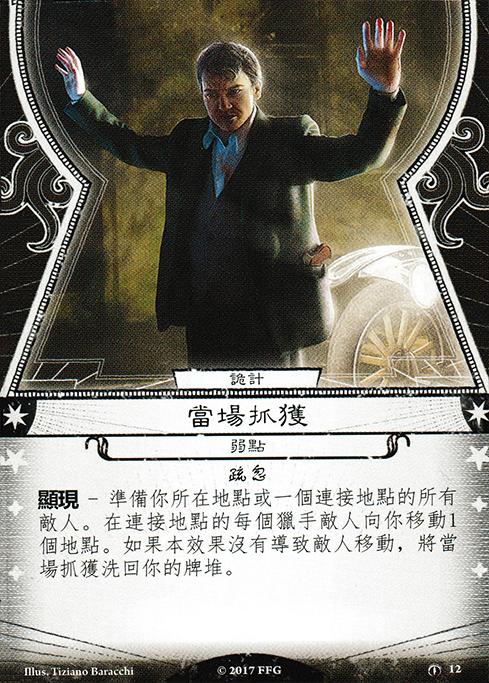 詭計
當場抓獲
弱點
疏忽
顯現 – 準備你所在地點或一個連接地點的所有
敵人。在連接地點的每個獵手敵人向你移動1
個地點。如果本效果沒有導致敵人移動，將當
場抓獲洗回你的牌堆。
Illus. Tiziano Baracchi © 2017 FFG 12